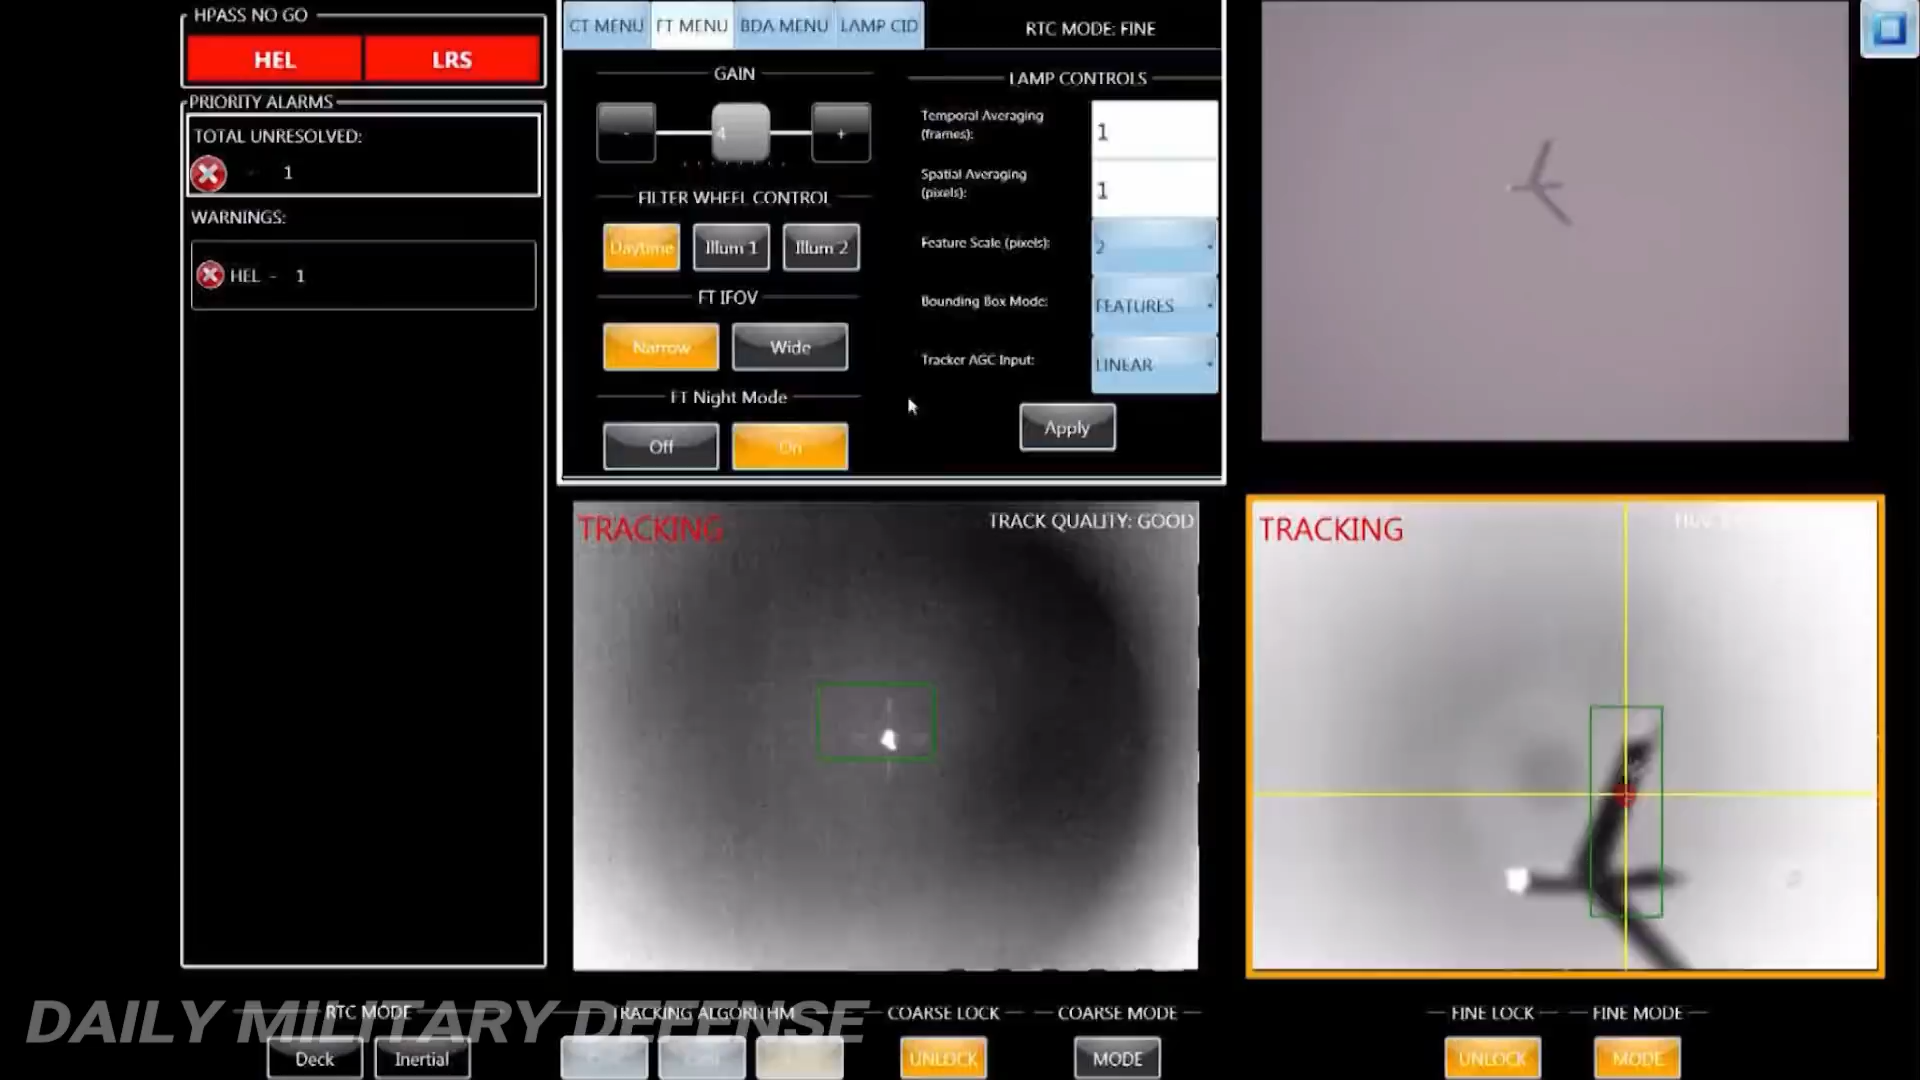 HPASS NO GO
HEL
LRS
PRIORITY ALARMS
TOTAL UNRESOLVED:
1
WARNINGS:
HEL - 1
CT MENU
FT MENU
BDA MENU
LAMP CID
RTC MODE: FINE
GAIN
-
4
+
FILTER WHEEL CONTROL
Daytime
Illum 1
Illum 2
FT IFOV
Narrow
Wide
FT Night Mode
Off
On
LAMP CONTROLS
Temporal Averaging
(frames):
1
Spatial Averaging
(pixels):
1
Feature Scale (pixels):
2
Bounding Box Mode:
FEATURES
Tracker AGC Input:
LINEAR
Apply
TRACKING
TRACK QUALITY: GOOD
TRACKING
DAILY MILITARY DEFENSE
RTC MODE
Deck
Inertial
TRACKING ALGORITHM
COARSE LOCK
UNLOCK
COARSE MODE
MODE
FINE LOCK
UNLOCK
FINE MODE
MODE